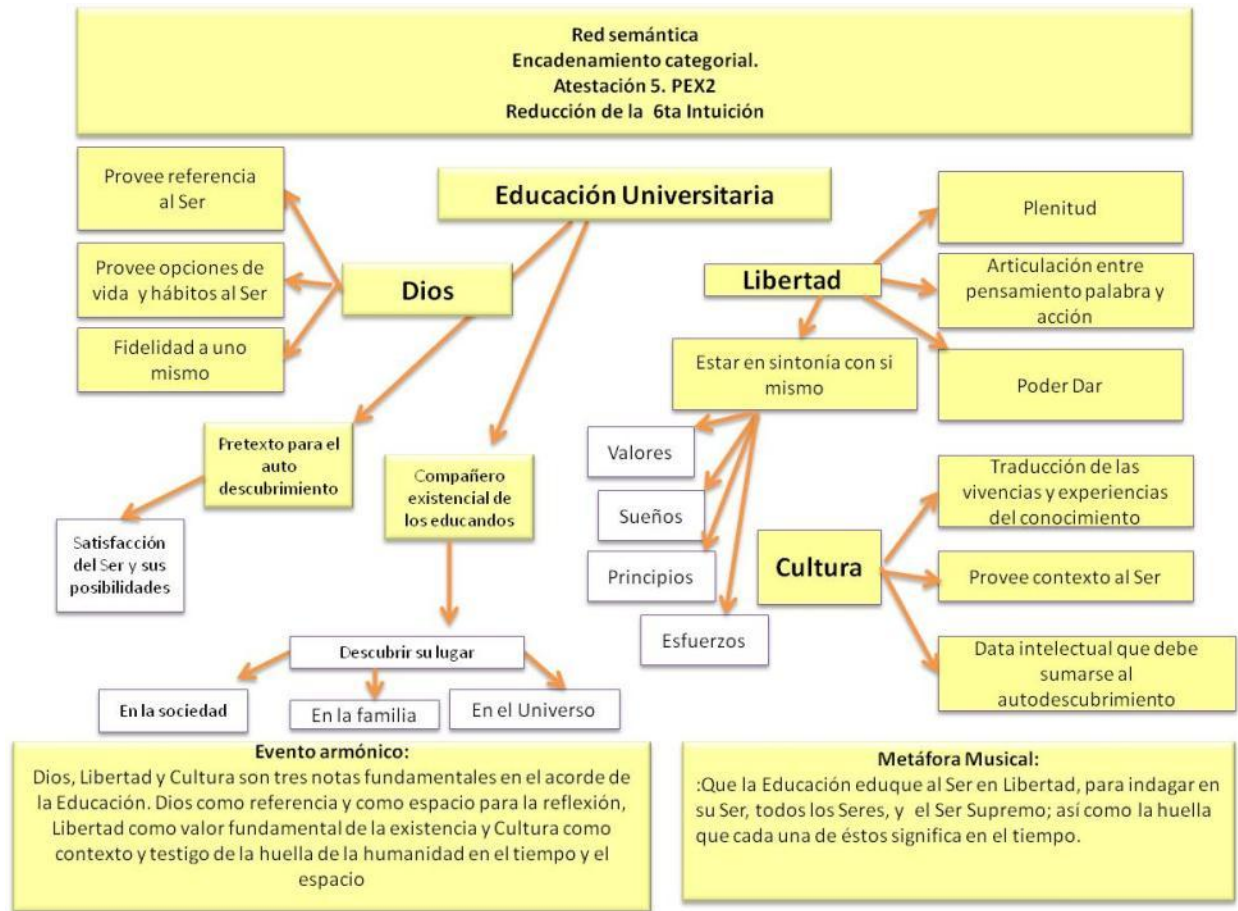 Red semántica
Encadenamiento categorial.
Atestación 5. PEX2
Reducción de la 6ta Intuición
Educación Universitaria
Provee referencia
al Ser
Provee opciones de
vida y hábitos al Ser
Fidelidad a uno
mismo
Dios
Libertad
Plenitud
Articulación entre
pensamiento palabra y
acción
Poder Dar
Estar en sintonía con si
mismo
Valores
Sueños
Principios
Esfuerzos
Pretexto para el
auto
descubrimiento
Satisfacción
del Ser y sus
posibilidades
Compañero
existencial de
los educandos
Descubrir su lugar
En la sociedad
En la familia
En el Universo
Cultura
Traducción de las
vivencias y experiencias
del conocimiento
Provee contexto al Ser
Data intelectual que debe
sumarse al
autodescubrimiento
Evento armónico:
Dios, Libertad y Cultura son tres notas fundamentales en el acorde de
la Educación. Dios como referencia y como espacio para la reflexión,
Libertad como valor fundamental de la existencia y Cultura como
contexto y testigo de la huella de la humanidad en el tiempo y el
espacio
Metáfora Musical:
:Que la Educación eduque al Ser en Libertad, para indagar en
su Ser, todos los Seres, y el Ser Supremo; así como la huella
que cada una de éstos significa en el tiempo.